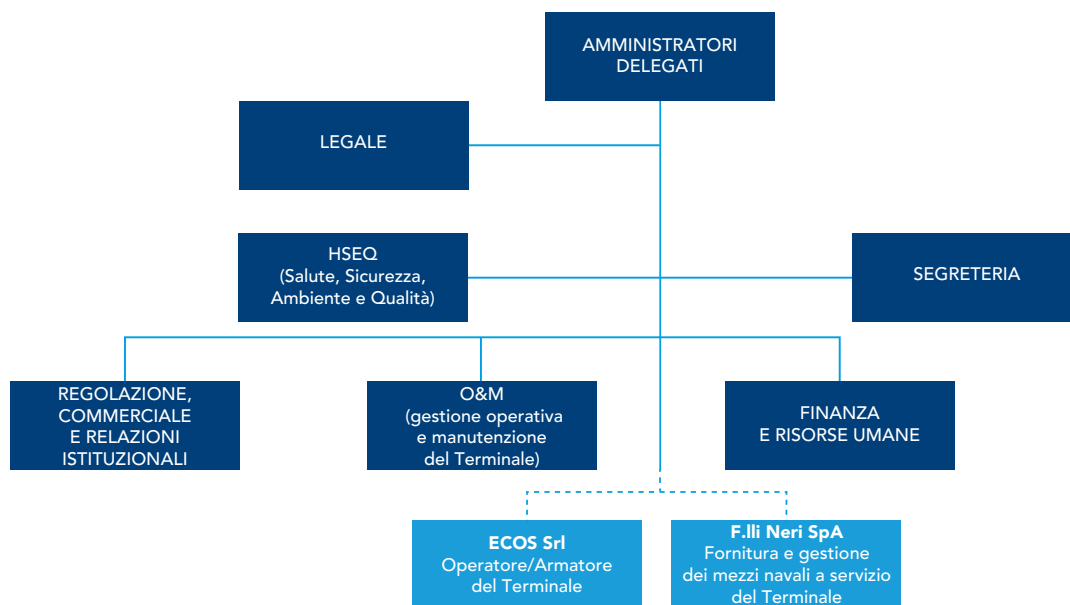 AMMINISTRATORI
DELEGATI
LEGALE
HSEQ
(Salute, Sicurezza,
Ambiente e Qualità)
SEGRETERIA
REGOLAZIONE,
COMMERCIALE
E RELAZIONI
ISTITUZIONALI
O&M
(gestione operativa
e manutenzione
del Terminale)
FINANZA
E RISORSE UMANE
ECOS Srl
Operatore/Armatore
del Terminale
F.lli Neri SpA
Fornitura e gestione
dei mezzi navali a servizio
del Terminale